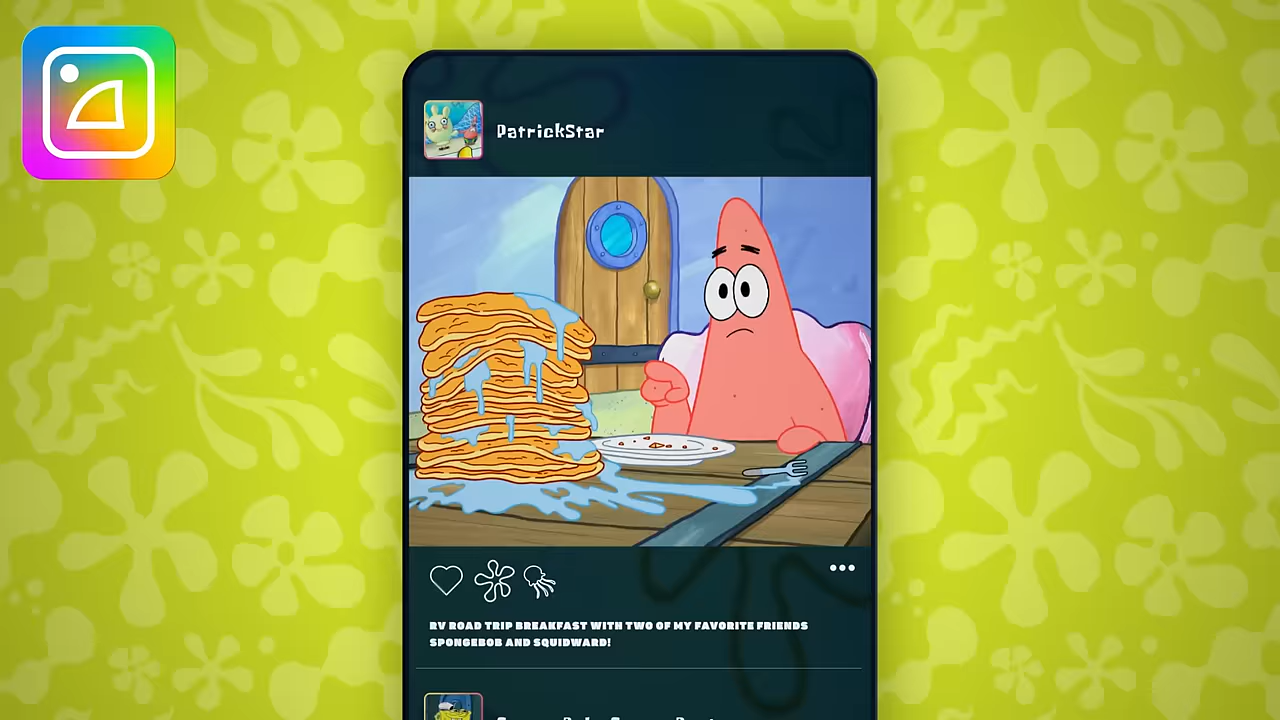 PatrickStar
RV ROAD TRIP BREAKFAST WITH TWO OF MY FAVORITE FRIENDS
SPONGEBOB AND SQUIDWARD!